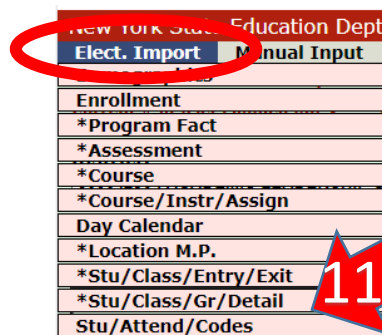 New York State Education Dept
Elect. Import Manual Input
Demographics
Enrollment
*Program Fact
*Assessment
*Course
*Course/Instr/Assign
Day Calendar
*Location M.P.
*Stu/Class/Entry/Exit
*Stu/Class/Gr/Detail
11
Stu/Attend/Codes